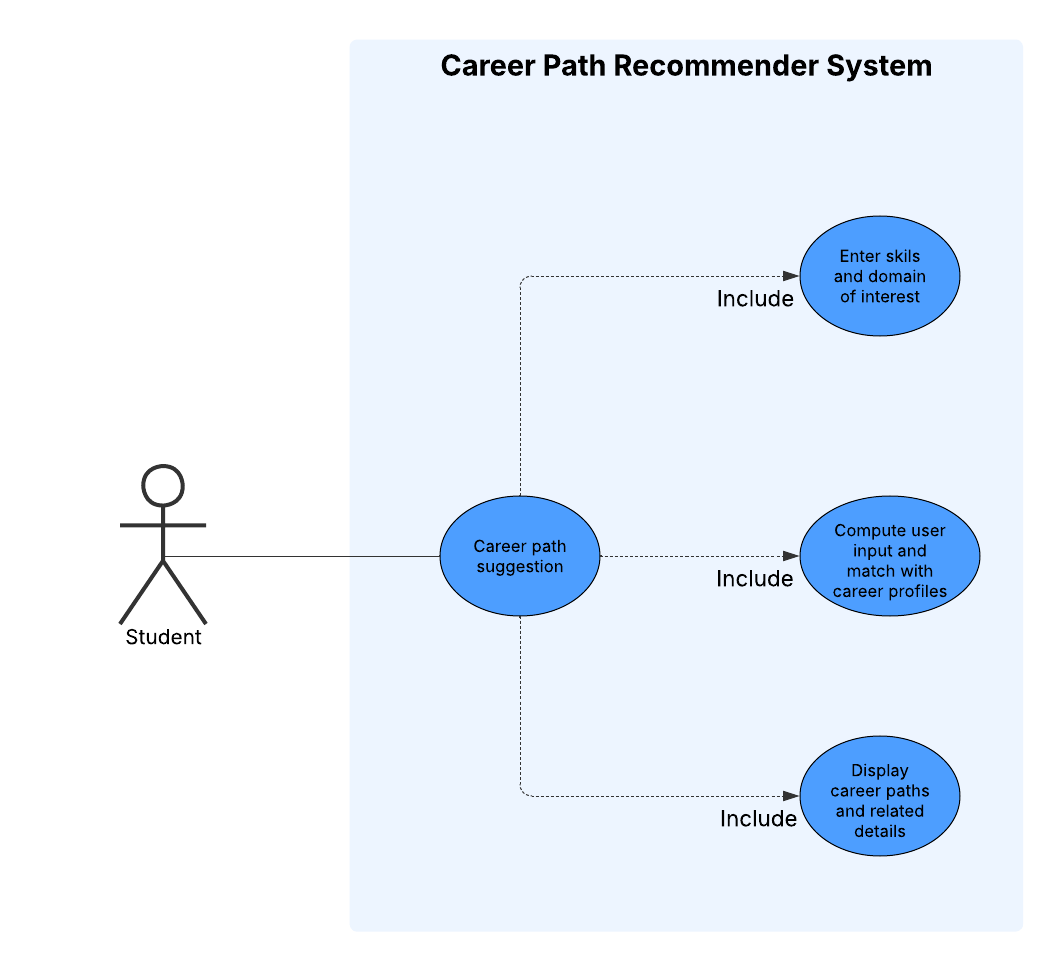 Career Path Recommender System
Enter skils
and domain
of interest
Include
Career path
suggestion
Compute user
input and
match with
career profiles
Include
Student
Display
career paths
and related
details
Include